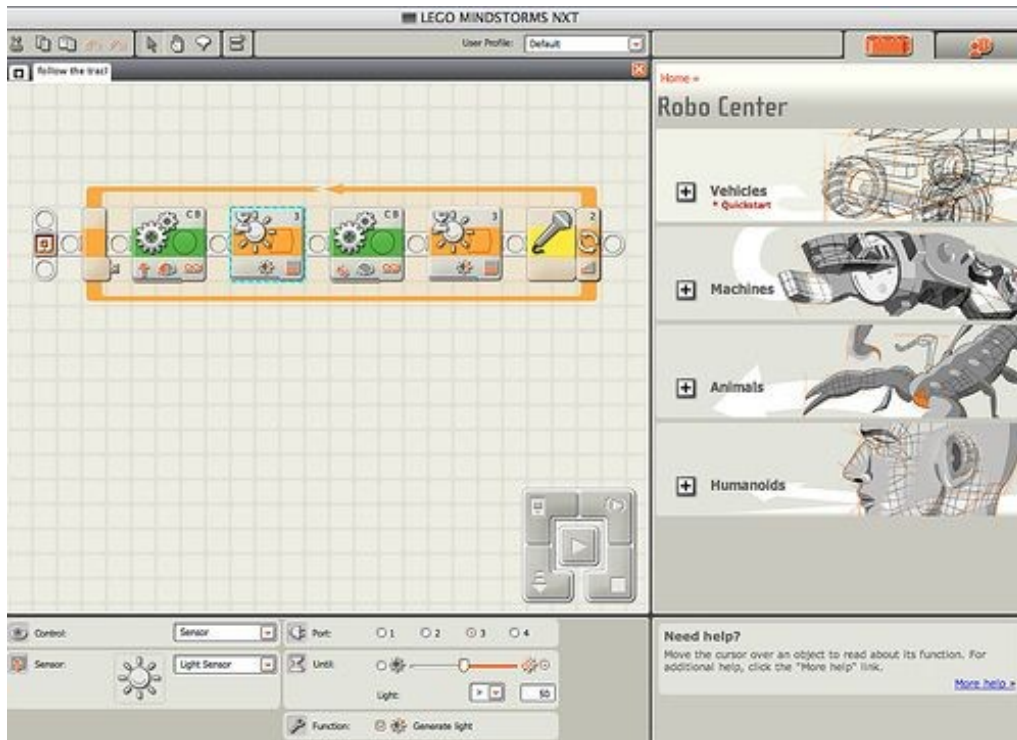 LEGO MINDSTORMS NXT
User Profile: Default
follow the tracl
Home »
Robo Center
Vehicles
* Quickstart
Machines
Animals
Humanoids
C B
3
C B
3
2
Control: Sensor
Port: 1 2 3 4
Sensor: Light Sensor
Until:
Light: > 50
Function: Generate light
Need help?
Move the cursor over an object to read about its function. For
additional help, click the "More help" link.
More help »